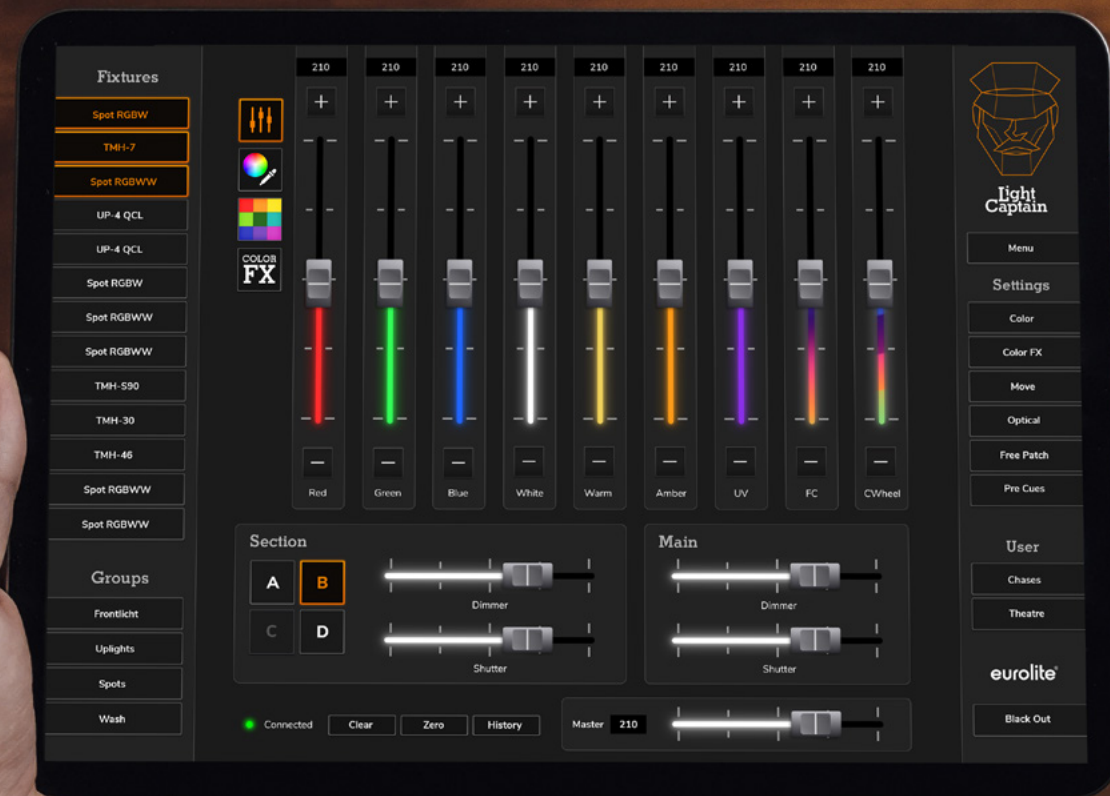 Fixtures
Spot RGBW
TMH-7
Spot RGBWW
UP-4 QCL
UP-4 QCL
Spot RGBW
Spot RGBWW
Spot RGBWW
TMH-S90
TMH-30
TMH-46
Spot RGBWW
Spot RGBWW
Groups
Frontlicht
Uplights
Spots
Wash
COLOR
FX
210 210 210 210 210 210 210 210 210
Red Green Blue White Warm Amber UV FC CWheel
Section
A B
C D
Dimmer
Shutter
Main
Dimmer
Shutter
Connected Clear Zero History
Master 210
Light
Captain
Menu
Settings
Color
Color FX
Move
Optical
Free Patch
Pre Cues
User
Chases
Theatre
eurolite
Black Out